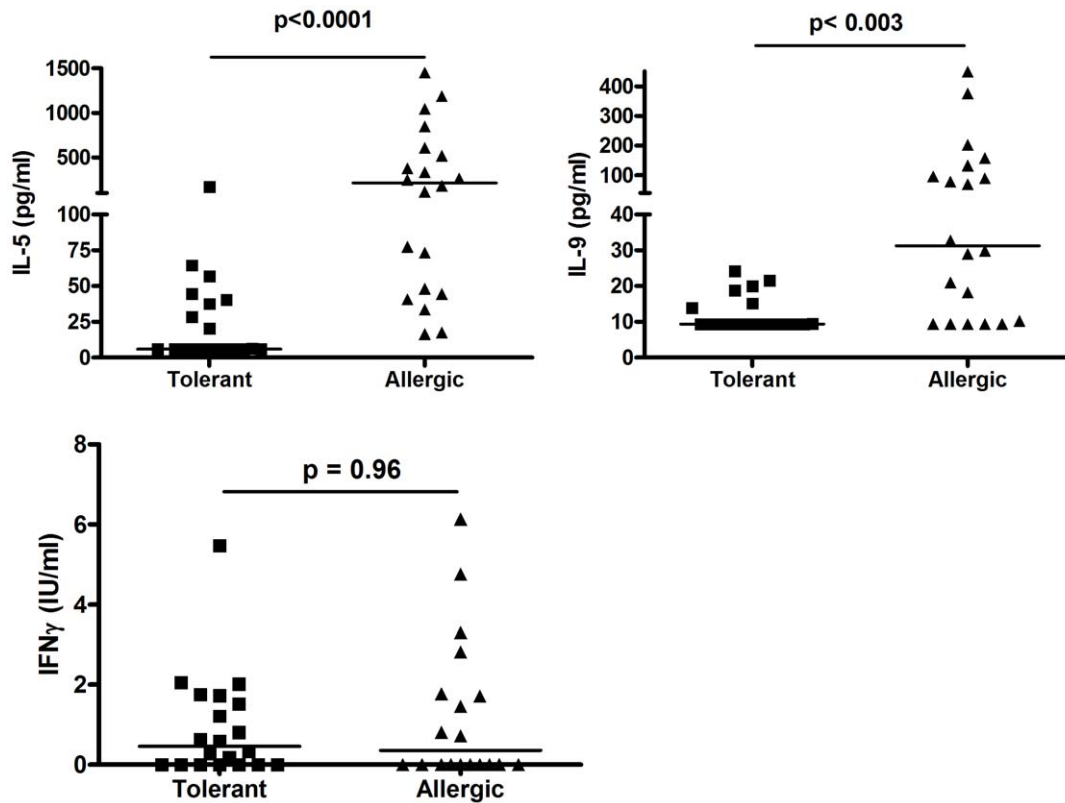 p<0.0001
IL-5 (pg/ml)
1500
1000
500
100
75
50
25
0
Tolerant Allergic
p< 0.003
IL-9 (pg/ml)
400
300
200
100
40
30
20
10
0
Tolerant Allergic
p = 0.96
IFNγ (IU/ml)
8
6
4
2
0
Tolerant Allergic